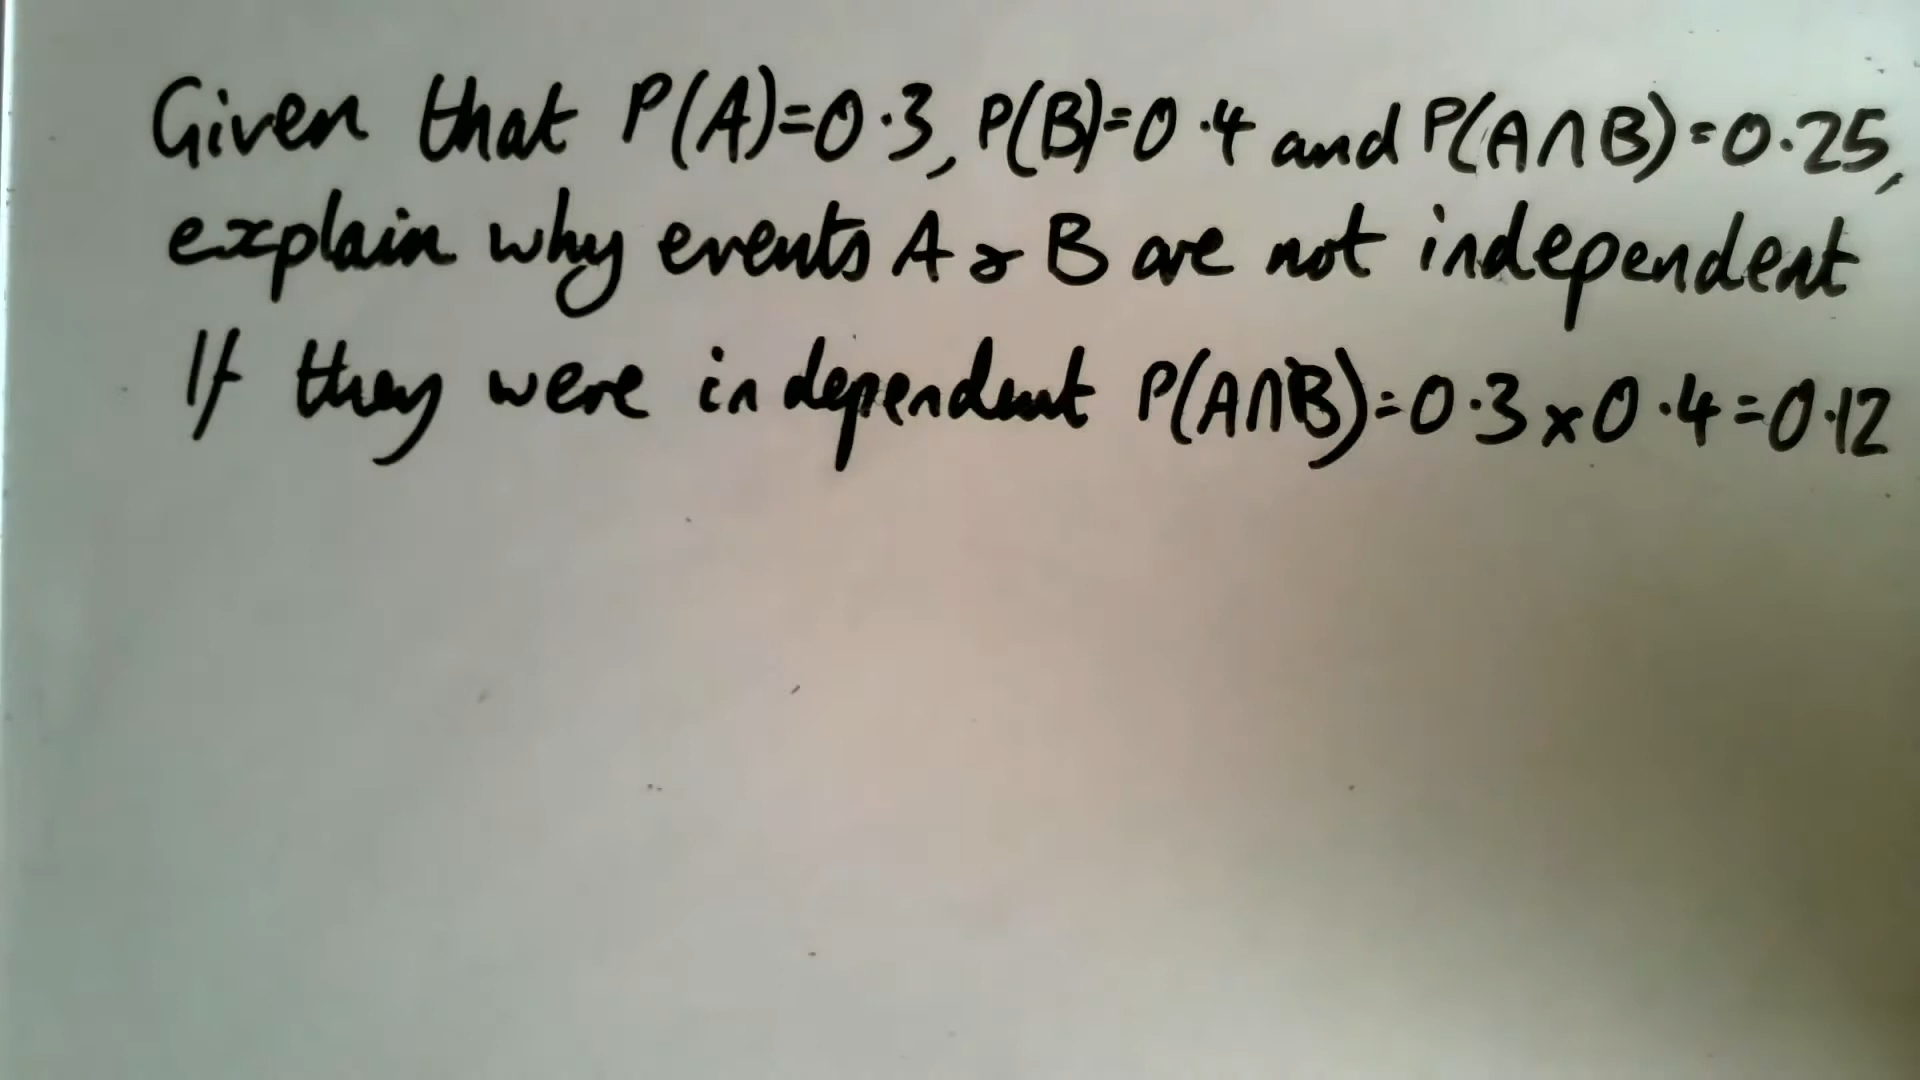 Given that P(A)=0.3, P(B)=0.4 and P(A∩B)=0.25,
explain why events A & B are not independent
If they were independent P(A∩B)=0.3×0.4=0.12